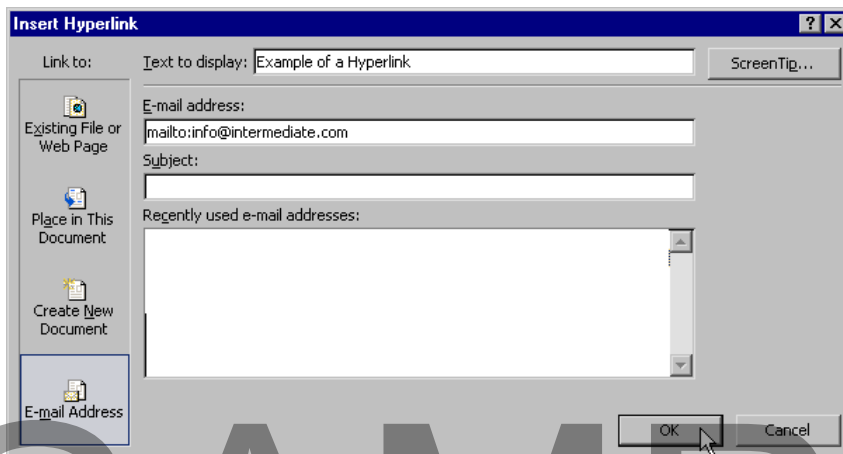 Insert Hyperlink
Link to:
Text to display: Example of a Hyperlink
ScreenTip...
Existing File or
Web Page
Place in This
Document
Create New
Document
E-mail Address
E-mail address:
mailto:info@intermediate.com
Subject:
Recently used e-mail addresses:
OK
Cancel